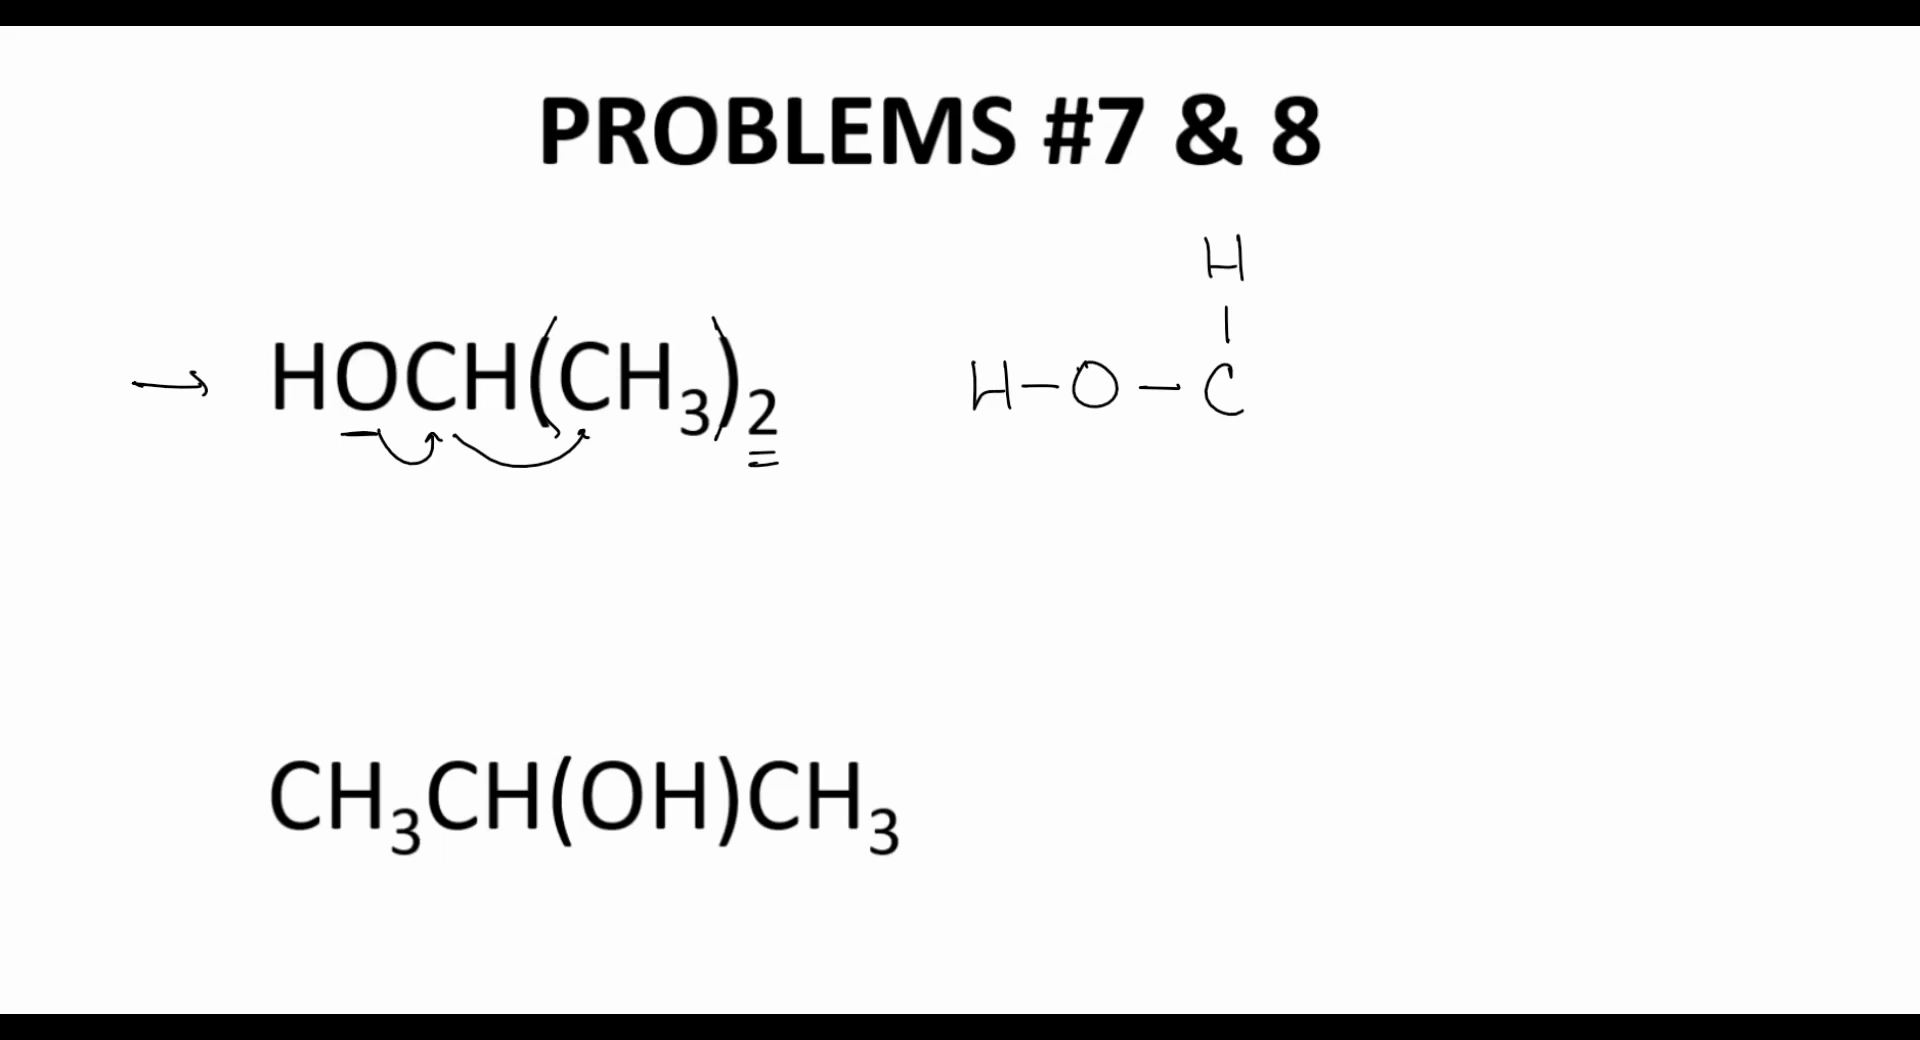 PROBLEMS #7 & 8
H
HOCH(CH₃)₂ H-O-C
CH₃CH(OH)CH₃